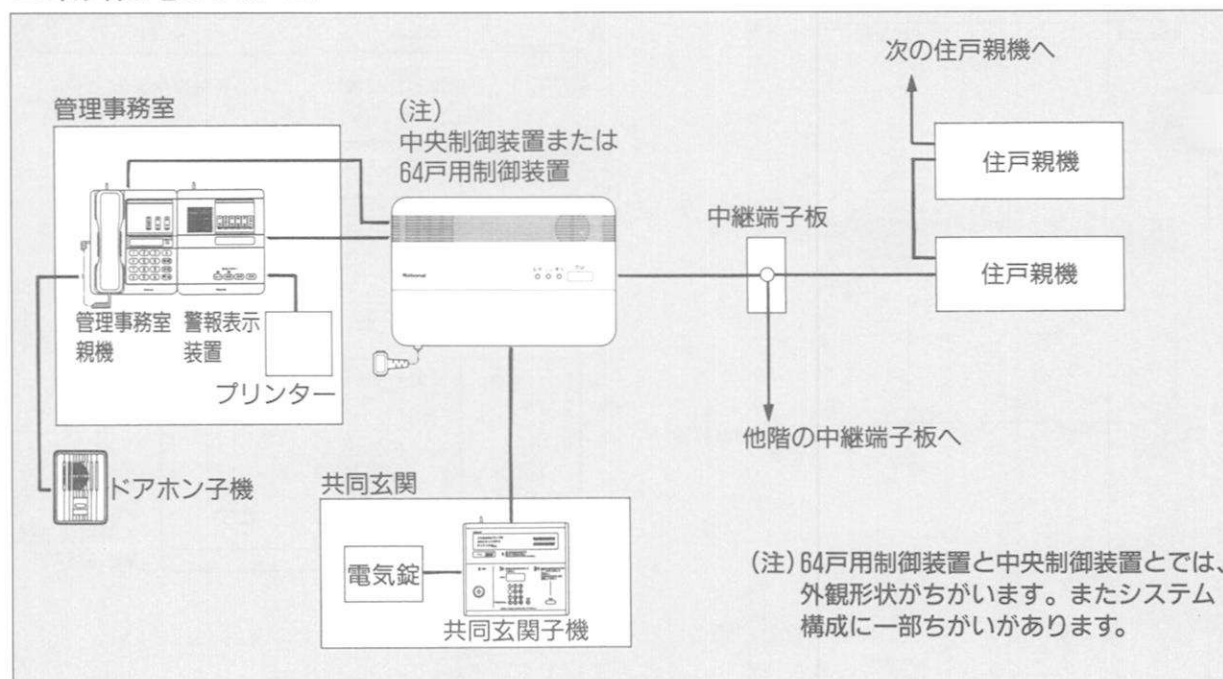 次の住戸親機へ
管理事務室
(注)
中央制御装置または
64戸用制御装置
住戸親機
中継端子板
住戸親機
National
管理事務室
親機
警報表示
装置
プリンター
他階の中継端子板へ
ドアホン子機
共同玄関
電気錠
共同玄関子機
(注)64戸用制御装置と中央制御装置とでは、
外観形状がちがいます。またシステム
構成に一部ちがいがあります。